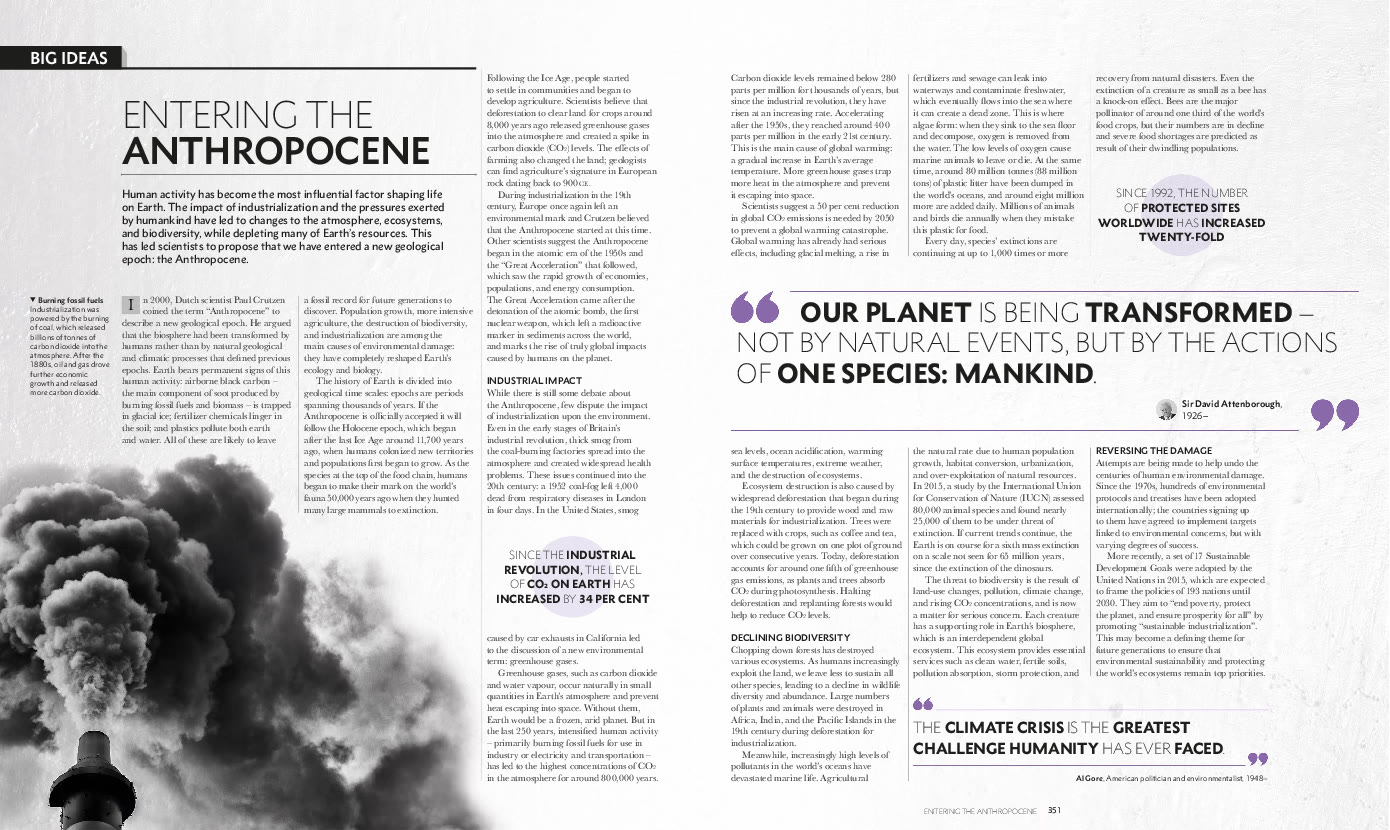 BIG IDEAS
ENTERING THE
ANTHROPOCENE
Human activity has become the most influential factor shaping life
on Earth. The impact of industrialization and the pressures exerted
by humankind have led to changes to the atmosphere, ecosystems,
and biodiversity, while depleting many of Earth's resources. This
has led scientists to propose that we have entered a new geological
epoch: the Anthropocene.
▼ Burning fossil fuels
Industrialization was
powered by the burning
of coal, which released
billions of tonnes of
carbon dioxide into the
atmosphere. After the
1880s, oil and gas drove
further economic
growth and released
more carbon dioxide.
In 2000, Dutch scientist Paul Crutzen
coined the term “Anthropocene” to
describe a new geological epoch. He argued
that the biosphere had been transformed by
humans rather than by natural geological
and climatic processes that defined previous
epochs. Earth bears permanent signs of this
human activity: airborne black carbon –
the main component of soot produced by
burning fossil fuels and biomass – is trapped
in glacial ice; fertilizer chemicals linger in
the soil; and plastics pollute both earth
and water. All of these are likely to leave
a fossil record for future generations to
discover. Population growth, more intensive
agriculture, the destruction of biodiversity,
and industrialization are among the
main causes of environmental damage:
they have completely reshaped Earth's
ecology and biology.
The history of Earth is divided into
geological time scales: epochs are periods
spanning thousands of years. If the
Anthropocene is officially accepted it will
follow the Holocene epoch, which began
after the last Ice Age around 11,700 years
ago, when humans colonized new territories
and populations first began to grow. As the
species at the top of the food chain, humans
began to make their mark on the world's
fauna 50,000 years ago when they hunted
many large mammals to extinction.
Following the Ice Age, people started
to settle in communities and began to
develop agriculture. Scientists believe that
deforestation to clear land for crops around
8,000 years ago released greenhouse gases
into the atmosphere and created a spike in
carbon dioxide (CO₂) levels. The effects of
farming also changed the land; geologists
can find agriculture's signature in European
rock dating back to 900 CE.
During industrialization in the 19th
century, Europe once again left an
environmental mark and Crutzen believed
that the Anthropocene started at this time.
Other scientists suggest the Anthropocene
began in the atomic era of the 1950s and
the “Great Acceleration” that followed,
which saw the rapid growth of economies,
populations, and energy consumption.
The Great Acceleration came after the
detonation of the atomic bomb, the first
nuclear weapon, which left a radioactive
marker in sediments across the world,
and marks the rise of truly global impacts
caused by humans on the planet.
INDUSTRIAL IMPACT
While there is still some debate about
the Anthropocene, few dispute the impact
of industrialization upon the environment.
Even in the early stages of Britain's
industrial revolution, thick smog from
the coal-burning factories spread into the
atmosphere and created widespread health
problems. These issues continued into the
20th century: a 1952 coal-fog left 4,000
dead from respiratory diseases in London
in four days. In the United States, smog
SINCE THE INDUSTRIAL
REVOLUTION, THE LEVEL
OF CO₂ ON EARTH HAS
INCREASED BY 34 PER CENT
caused by car exhausts in California led
to the discussion of a new environmental
term: greenhouse gases.
Greenhouse gases, such as carbon dioxide
and water vapour, occur naturally in small
quantities in Earth's atmosphere and prevent
heat escaping into space. Without them,
Earth would be a frozen, arid planet. But in
the last 250 years, intensified human activity
– primarily burning fossil fuels for use in
industry or electricity and transportation –
has led to the highest concentrations of CO₂
in the atmosphere for around 800,000 years.
Carbon dioxide levels remained below 280
parts per million for thousands of years, but
since the industrial revolution, they have
risen at an increasing rate. Accelerating
after the 1950s, they reached around 400
parts per million in the early 21st century.
This is the main cause of global warming:
a gradual increase in Earth's average
temperature. More greenhouse gases trap
more heat in the atmosphere and prevent
it escaping into space.
Scientists suggest a 50 per cent reduction
in global CO₂ emissions is needed by 2050
to prevent a global warming catastrophe.
Global warming has already had serious
effects, including glacial melting, a rise in
fertilizers and sewage can leak into
waterways and contaminate freshwater,
which eventually flows into the sea where
it can create a dead zone. This is where
algae form: when they sink to the sea floor
and decompose, oxygen is removed from
the water. The low levels of oxygen cause
marine animals to leave or die. At the same
time, around 80 million tonnes (88 million
tons) of plastic litter have been dumped in
the world's oceans, and around eight million
more are added daily. Millions of animals
and birds die annually when they mistake
this plastic for food.
Every day, species' extinctions are
continuing at up to 1,000 times or more
recovery from natural disasters. Even the
extinction of a creature as small as a bee has
a knock-on effect. Bees are the major
pollinator of around one third of the world's
food crops, but their numbers are in decline
and severe food shortages are predicted as
result of their dwindling populations.
SINCE 1992, THE NUMBER
OF PROTECTED SITES
WORLDWIDE HAS INCREASED
TWENTY-FOLD
“ OUR PLANET IS BEING TRANSFORMED –
NOT BY NATURAL EVENTS, BUT BY THE ACTIONS
OF ONE SPECIES: MANKIND.
Sir David Attenborough,
1926– ”
sea levels, ocean acidification, warming
surface temperatures, extreme weather,
and the destruction of ecosystems.
Ecosystem destruction is also caused by
widespread deforestation that began during
the 19th century to provide wood and raw
materials for industrialization. Trees were
replaced with crops, such as coffee and tea,
which could be grown on one plot of ground
over consecutive years. Today, deforestation
accounts for around one fifth of greenhouse
gas emissions, as plants and trees absorb
CO₂ during photosynthesis. Halting
deforestation and replanting forests would
help to reduce CO₂ levels.
DECLINING BIODIVERSITY
Chopping down forests has destroyed
various ecosystems. As humans increasingly
exploit the land, we leave less to sustain all
other species, leading to a decline in wildlife
diversity and abundance. Large numbers
of plants and animals were destroyed in
Africa, India, and the Pacific Islands in the
19th century during deforestation for
industrialization.
Meanwhile, increasingly high levels of
pollutants in the world's oceans have
devastated marine life. Agricultural
the natural rate due to human population
growth, habitat conversion, urbanization,
and over-exploitation of natural resources.
In 2015, a study by the International Union
for Conservation of Nature (IUCN) assessed
80,000 animal species and found nearly
25,000 of them to be under threat of
extinction. If current trends continue, the
Earth is on course for a sixth mass extinction
on a scale not seen for 65 million years,
since the extinction of the dinosaurs.
The threat to biodiversity is the result of
land-use changes, pollution, climate change,
and rising CO₂ concentrations, and is now
a matter for serious concern. Each creature
has a supporting role in Earth's biosphere,
which is an interdependent global
ecosystem. This ecosystem provides essential
services such as clean water, fertile soils,
pollution absorption, storm protection, and
REVERSING THE DAMAGE
Attempts are being made to help undo the
centuries of human environmental damage.
Since the 1970s, hundreds of environmental
protocols and treatises have been adopted
internationally; the countries signing up
to them have agreed to implement targets
linked to environmental concerns, but with
varying degrees of success.
More recently, a set of 17 Sustainable
Development Goals were adopted by the
United Nations in 2015, which are expected
to frame the policies of 193 nations until
2030. They aim to “end poverty, protect
the planet, and ensure prosperity for all” by
promoting “sustainable industrialization”.
This may become a defining theme for
future generations to ensure that
environmental sustainability and protecting
the world's ecosystems remain top priorities.
“
THE CLIMATE CRISIS IS THE GREATEST
CHALLENGE HUMANITY HAS EVER FACED.
”
Al Gore, American politician and environmentalist, 1948–
ENTERING THE ANTHROPOCENE 351